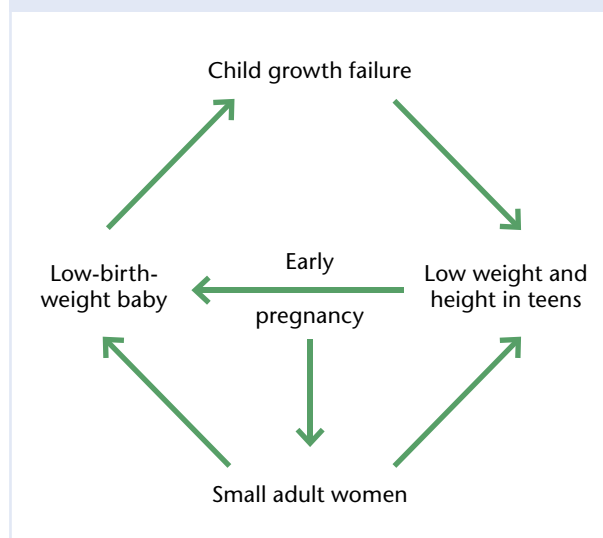 Child growth failure
Early
Low-birth-
weight baby
Low weight and
height in teens
pregnancy
Small adult women